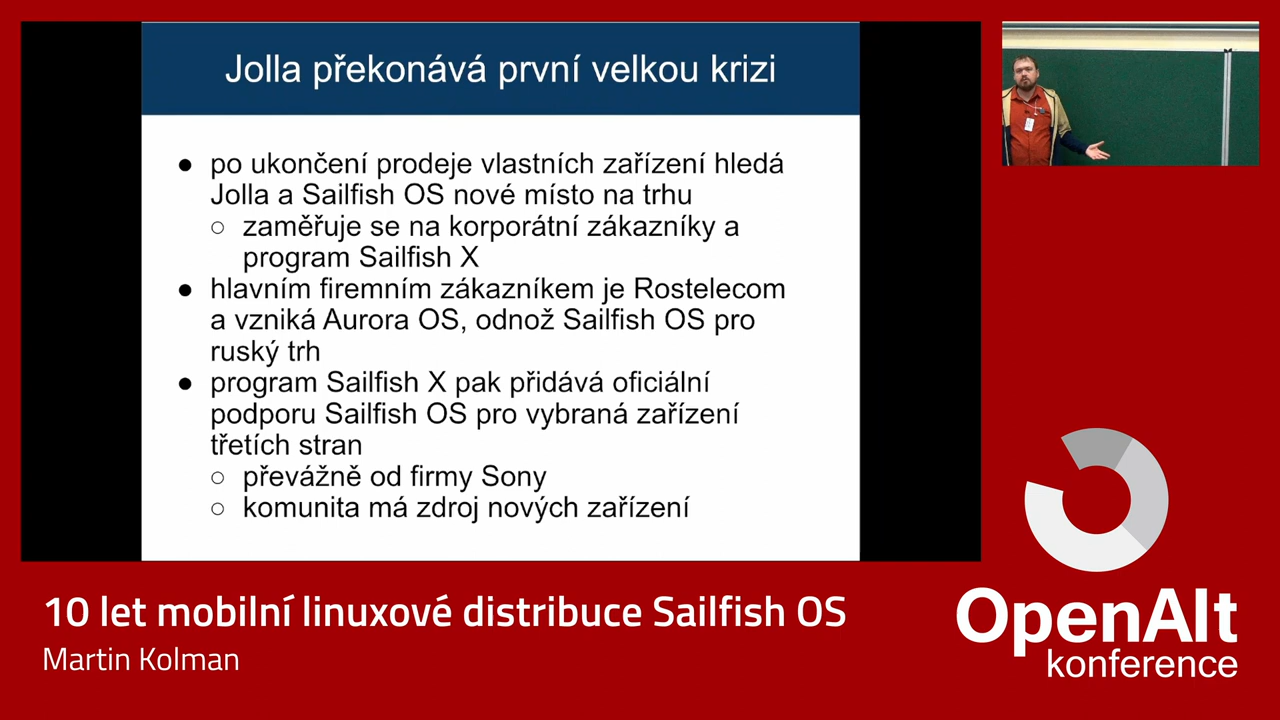 Jolla překonává první velkou krizi
● po ukončení prodeje vlastních zařízení hledá
Jolla a Sailfish OS nové místo na trhu
○ zaměřuje se na korporátní zákazníky a
program Sailfish X
● hlavním firemním zákazníkem je Rostelecom
a vzniká Aurora OS, odnož Sailfish OS pro
ruský trh
● program Sailfish X pak přidává oficiální
podporu Sailfish OS pro vybraná zařízení
třetích stran
○ převážně od firmy Sony
○ komunita má zdroj nových zařízení
10 let mobilní linuxové distribuce Sailfish OS
Martin Kolman
OpenAlt
konference